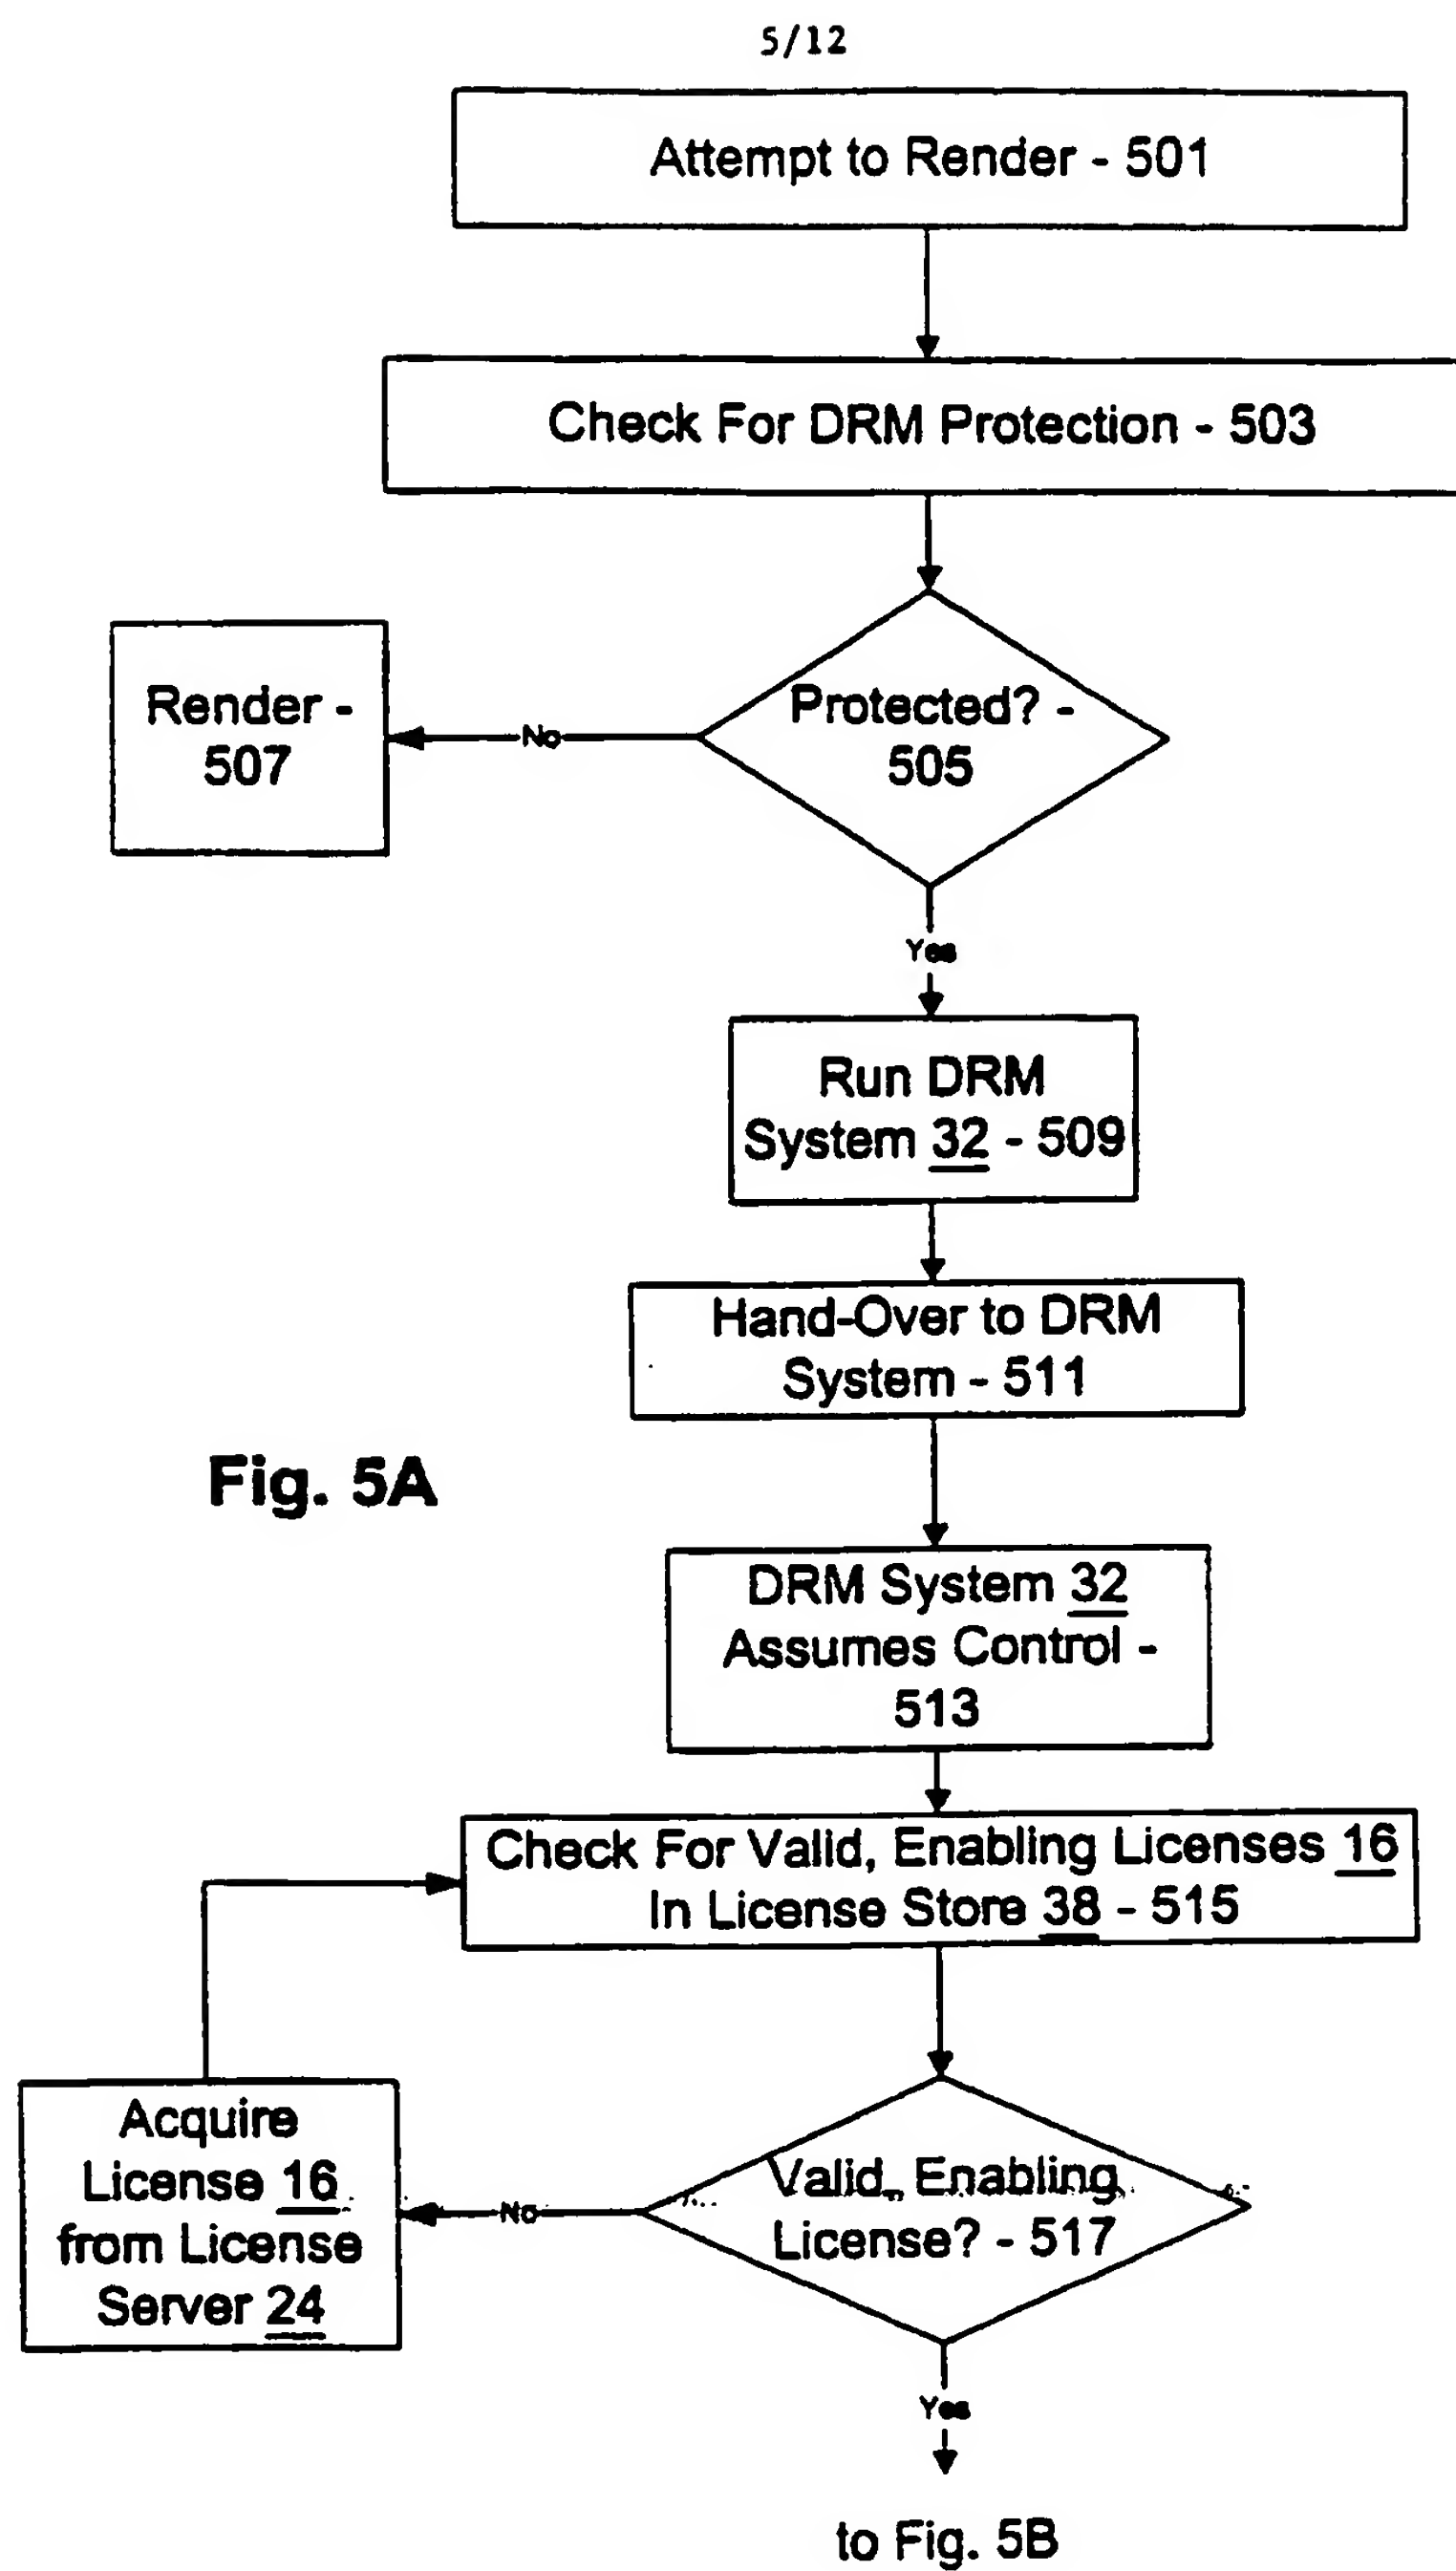 5/12
Attempt to Render - 501
Check For DRM Protection - 503
Protected? -
505
No
Render -
507
Yes
Run DRM
System 32 - 509
Hand-Over to DRM
System - 511
Fig. 5A
DRM System 32
Assumes Control -
513
Check For Valid, Enabling Licenses 16
In License Store 38 - 515
Valid, Enabling
License? - 517
No
Acquire
License 16
from License
Server 24
Yes
to Fig. 5B